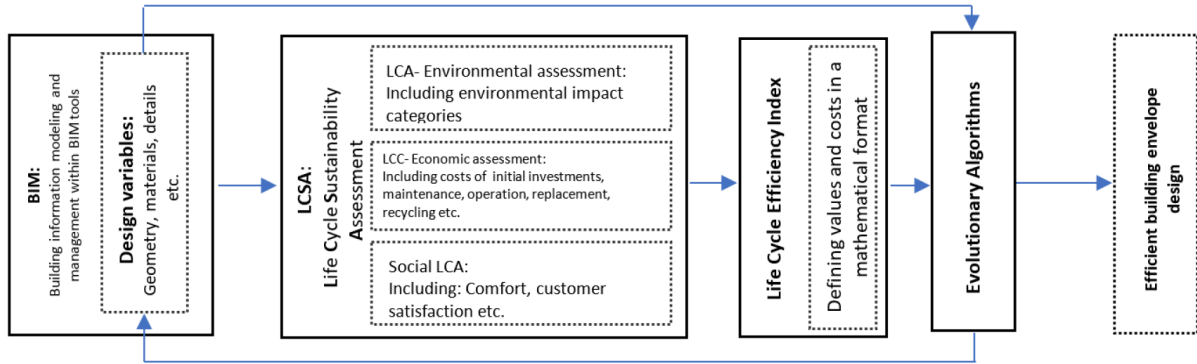 BIM:
Building information modeling and
management within BIM tools
Design variables:
Geometry, materials, details
etc.
LCSA:
Life Cycle Sustainability
Assessment
LCA- Environmental assessment:
Including environmental impact
categories
LCC- Economic assessment:
Including costs of initial investments,
maintenance, operation, replacement,
recycling etc.
Social LCA:
Including: Comfort, customer
satisfaction etc.
Life Cycle Efficiency Index
Defining values and costs in a
mathematical format
Evolutionary Algorithms
Efficient building envelope
design